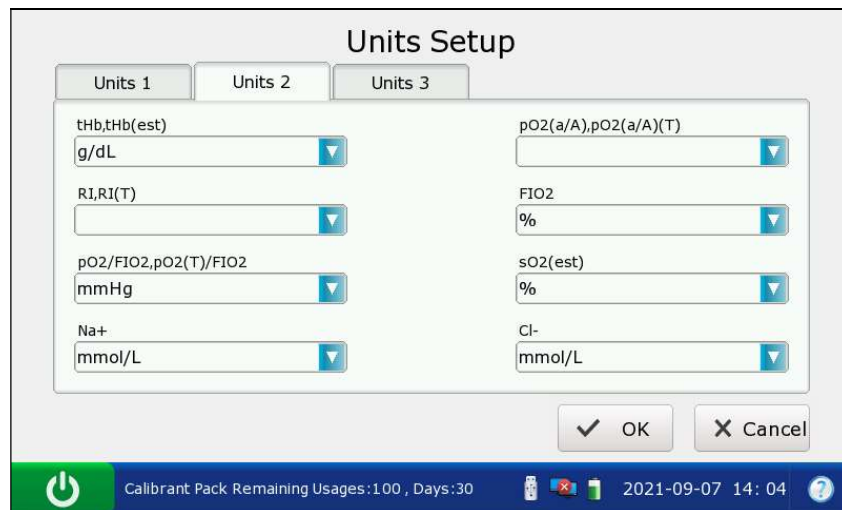 Units Setup
Units 1
Units 2
Units 3
tHb,tHb(est)
g/dL
pO2(a/A),pO2(a/A)(T)
RI,RI(T)
FIO2
%
pO2/FIO2,pO2(T)/FIO2
mmHg
sO2(est)
%
Na+
mmol/L
Cl-
mmol/L
OK
Cancel
Calibrant Pack Remaining Usages:100 , Days:30
2021-09-07 14: 04
?